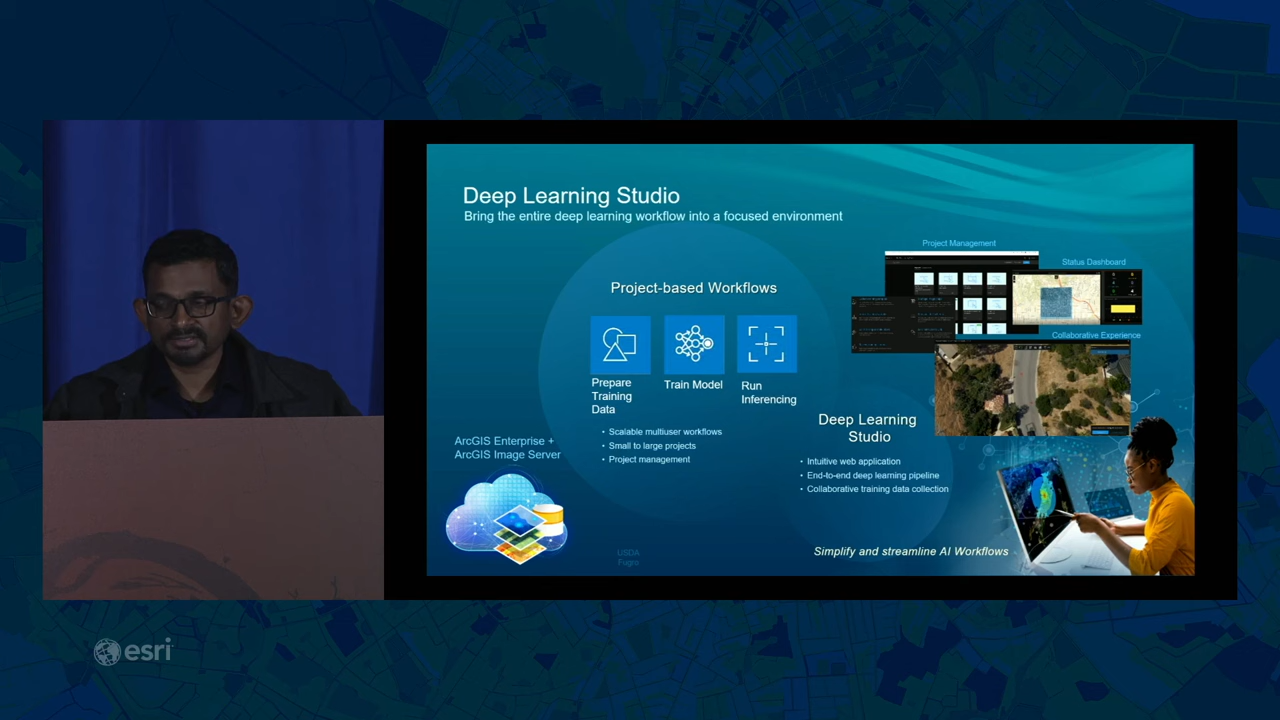 Deep Learning Studio
Bring the entire deep learning workflow into a focused environment
Project-based Workflows
Prepare
Training
Data
Train Model
Run
Inferencing
• Scalable multiuser workflows
• Small to large projects
• Project management
ArcGIS Enterprise +
ArcGIS Image Server
USDA
Fugro
Project Management
Status Dashboard
Collaborative Experience
Deep Learning
Studio
• Intuitive web application
• End-to-end deep learning pipeline
• Collaborative training data collection
Simplify and streamline AI Workflows
esri